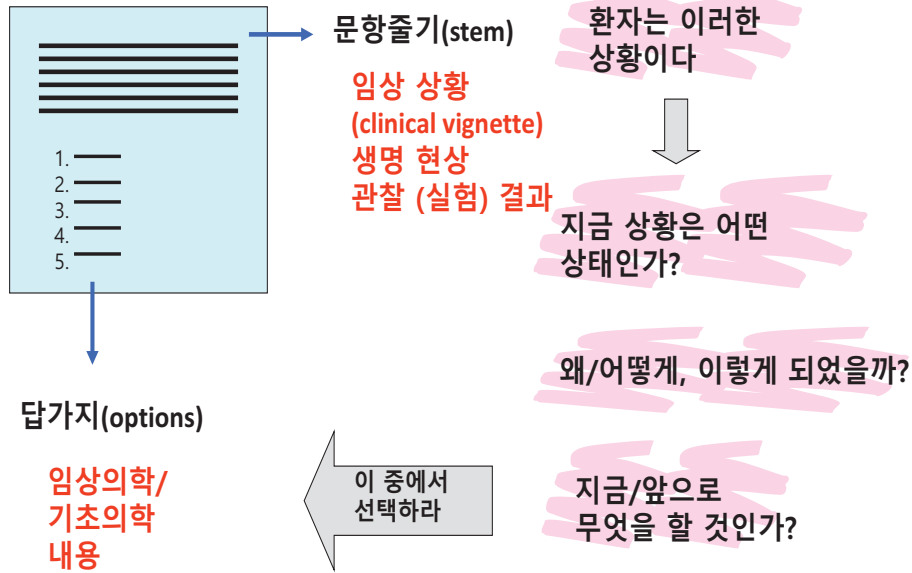 문항줄기(stem)
임상 상황
(clinical vignette)
생명 현상
관찰 (실험) 결과
1.
2.
3.
4.
5.
답가지(options)
임상의학/
기초의학
내용
환자는 이러한
상황이다
지금 상황은 어떤
상태인가?
왜/어떻게, 이렇게 되었을까?
지금/앞으로
무엇을 할 것인가?
이 중에서
선택하라